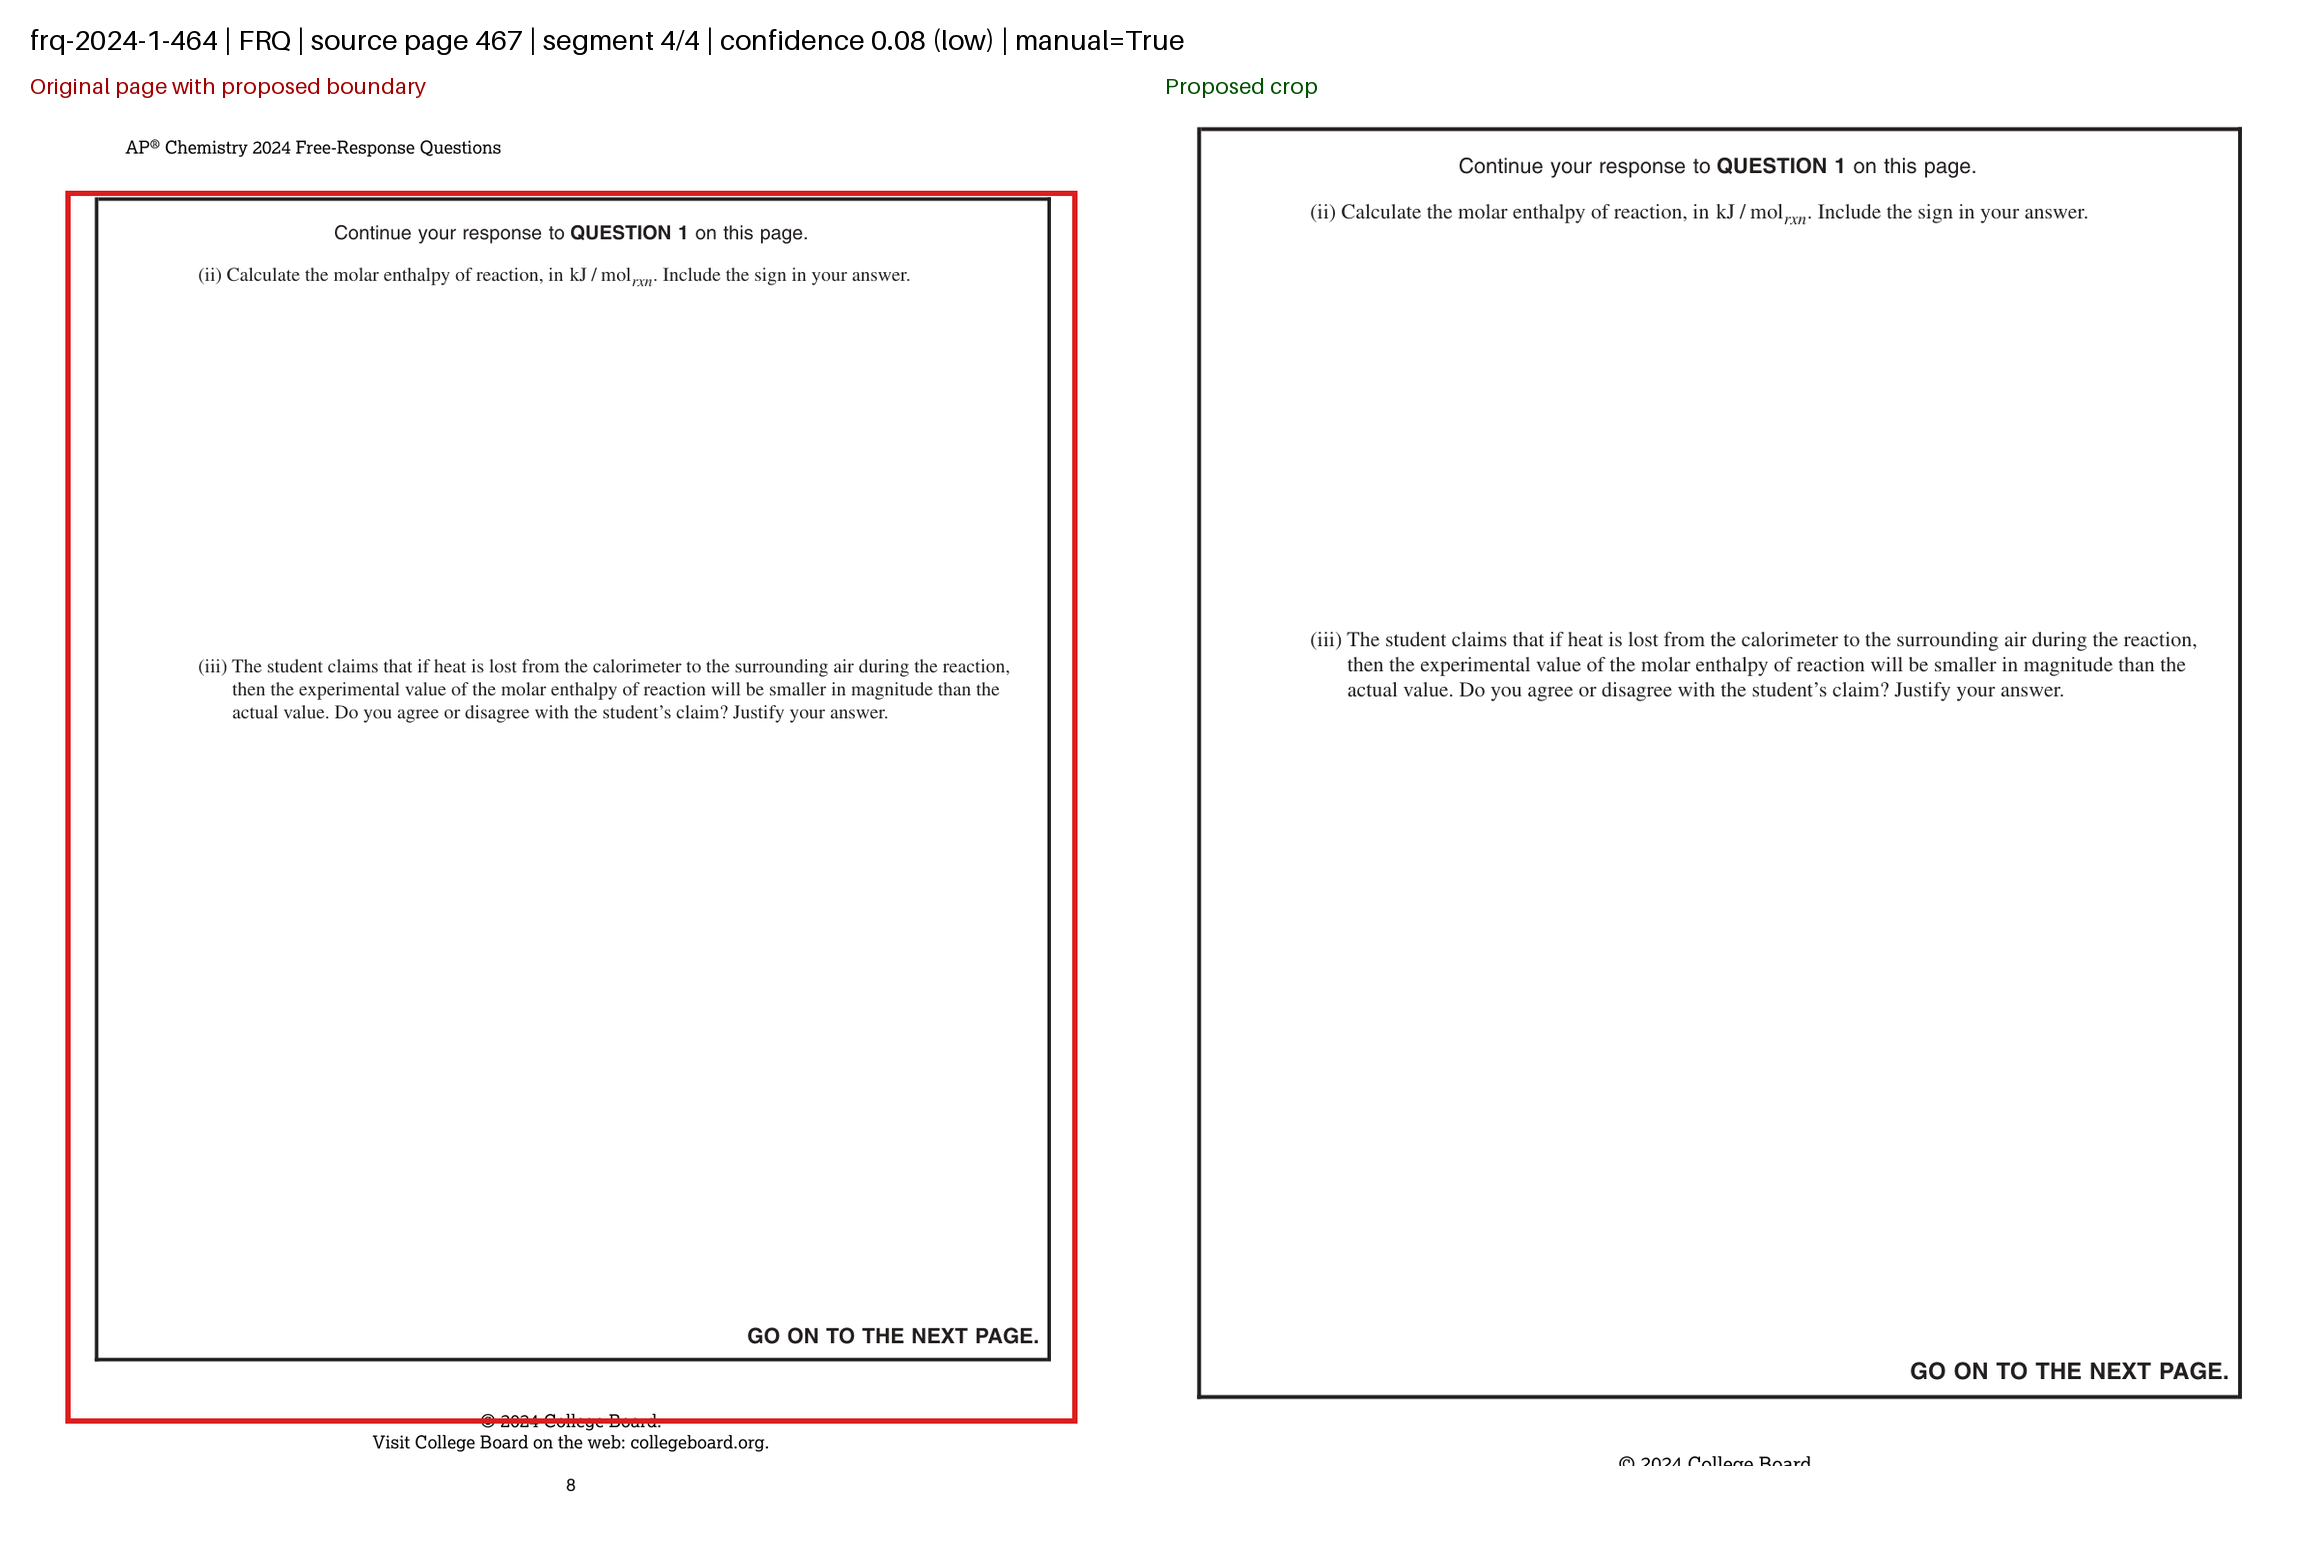 frq-2024-1-464 | FRQ | source page 467 | segment 4/4 | confidence 0.08 (low) | manual=True
Original page with proposed boundary
AP® Chemistry 2024 Free-Response Questions
Continue your response to QUESTION 1 on this page.
(ii) Calculate the molar enthalpy of reaction, in kJ / mol_rxn. Include the sign in your answer.
(iii) The student claims that if heat is lost from the calorimeter to the surrounding air during the reaction,
then the experimental value of the molar enthalpy of reaction will be smaller in magnitude than the
actual value. Do you agree or disagree with the student’s claim? Justify your answer.
GO ON TO THE NEXT PAGE.
© 2024 College Board.
Visit College Board on the web: collegeboard.org.
8
Proposed crop
Continue your response to QUESTION 1 on this page.
(ii) Calculate the molar enthalpy of reaction, in kJ / mol_rxn. Include the sign in your answer.
(iii) The student claims that if heat is lost from the calorimeter to the surrounding air during the reaction,
then the experimental value of the molar enthalpy of reaction will be smaller in magnitude than the
actual value. Do you agree or disagree with the student’s claim? Justify your answer.
GO ON TO THE NEXT PAGE.
© 2024 College Board